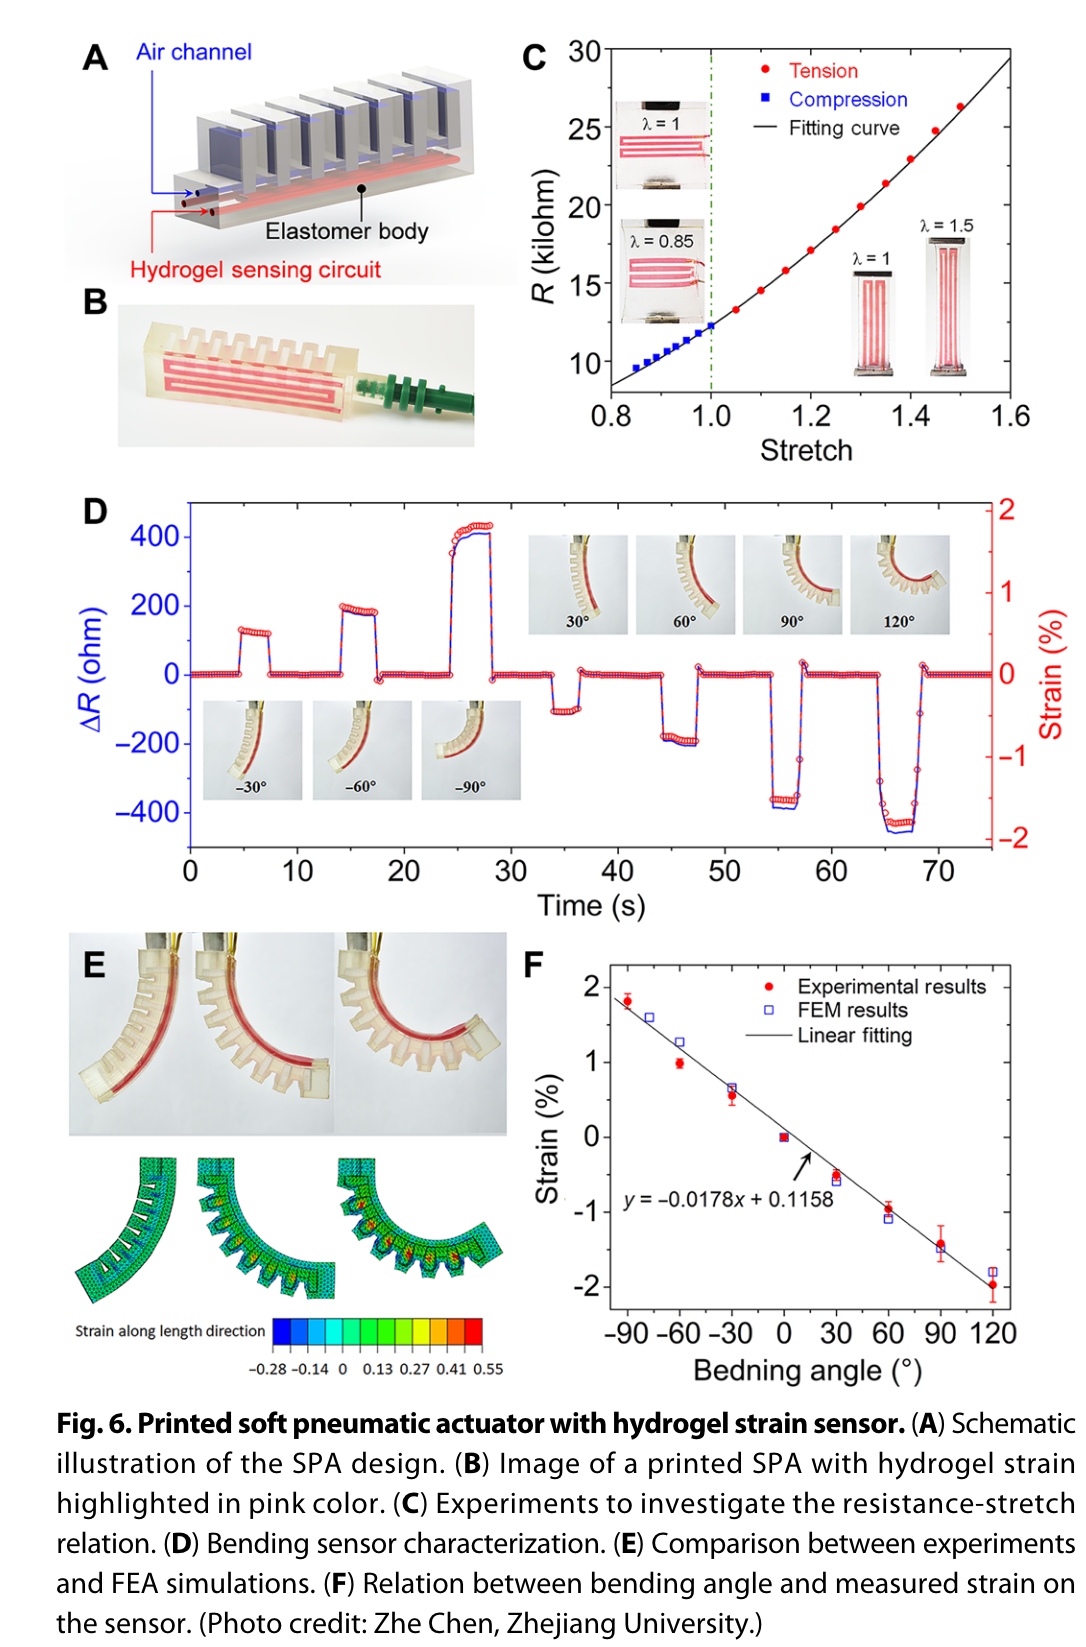 A
Air channel
Elastomer body
Hydrogel sensing circuit
B
C
30
25
20
15
10
R (kilohm)
Tension
Compression
Fitting curve
λ = 1
λ = 0.85
λ = 1
λ = 1.5
0.8 1.0 1.2 1.4 1.6
Stretch
D
400
200
0
−200
−400
ΔR (ohm)
2
1
0
−1
−2
Strain (%)
30° 60° 90° 120°
−30° −60° −90°
0 10 20 30 40 50 60 70
Time (s)
E
Strain along length direction
−0.28 −0.14 0 0.13 0.27 0.41 0.55
F
2
1
0
-1
-2
Strain (%)
Experimental results
FEM results
Linear fitting
y = −0.0178x + 0.1158
−90 −60 −30 0 30 60 90 120
Bedning angle (°)
Fig. 6. Printed soft pneumatic actuator with hydrogel strain sensor. (A) Schematic
illustration of the SPA design. (B) Image of a printed SPA with hydrogel strain
highlighted in pink color. (C) Experiments to investigate the resistance-stretch
relation. (D) Bending sensor characterization. (E) Comparison between experiments
and FEA simulations. (F) Relation between bending angle and measured strain on
the sensor. (Photo credit: Zhe Chen, Zhejiang University.)